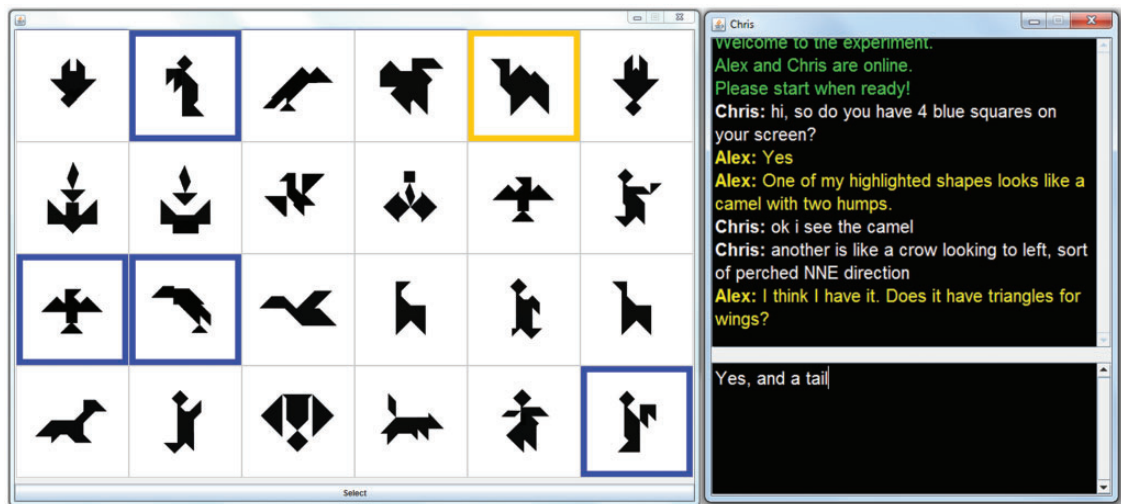 Select
Chris
Welcome to the experiment.
Alex and Chris are online.
Please start when ready!
Chris: hi, so do you have 4 blue squares on
your screen?
Alex: Yes
Alex: One of my highlighted shapes looks like a
camel with two humps.
Chris: ok i see the camel
Chris: another is like a crow looking to left, sort
of perched NNE direction
Alex: I think I have it. Does it have triangles for
wings?
Yes, and a tail